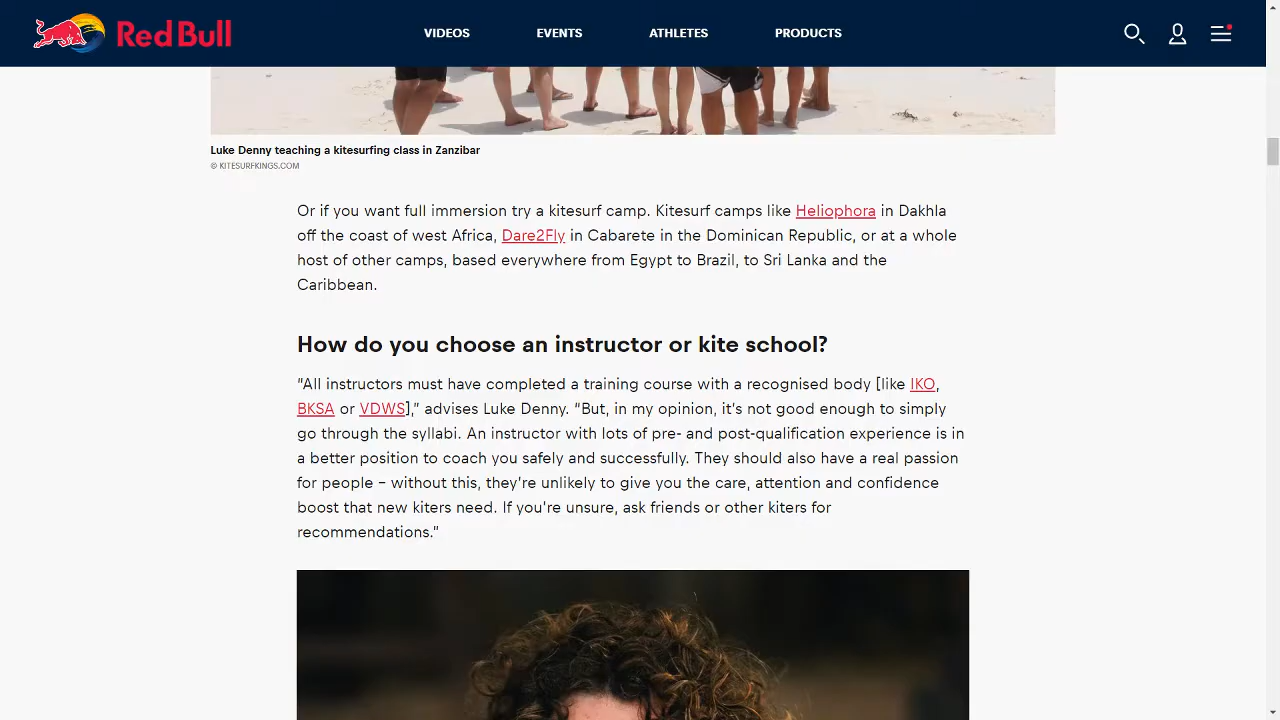 Red Bull
VIDEOS
EVENTS
ATHLETES
PRODUCTS
Luke Denny teaching a kitesurfing class in Zanzibar
© KITESURFKINGS.COM
Or if you want full immersion try a kitesurf camp. Kitesurf camps like Heliophora in Dakhla
off the coast of west Africa, Dare2Fly in Cabarete in the Dominican Republic, or at a whole
host of other camps, based everywhere from Egypt to Brazil, to Sri Lanka and the
Caribbean.
How do you choose an instructor or kite school?
"All instructors must have completed a training course with a recognised body [like IKO,
BKSA or VDWS]," advises Luke Denny. "But, in my opinion, it's not good enough to simply
go through the syllabi. An instructor with lots of pre- and post-qualification experience is in
a better position to coach you safely and successfully. They should also have a real passion
for people – without this, they're unlikely to give you the care, attention and confidence
boost that new kiters need. If you're unsure, ask friends or other kiters for
recommendations."